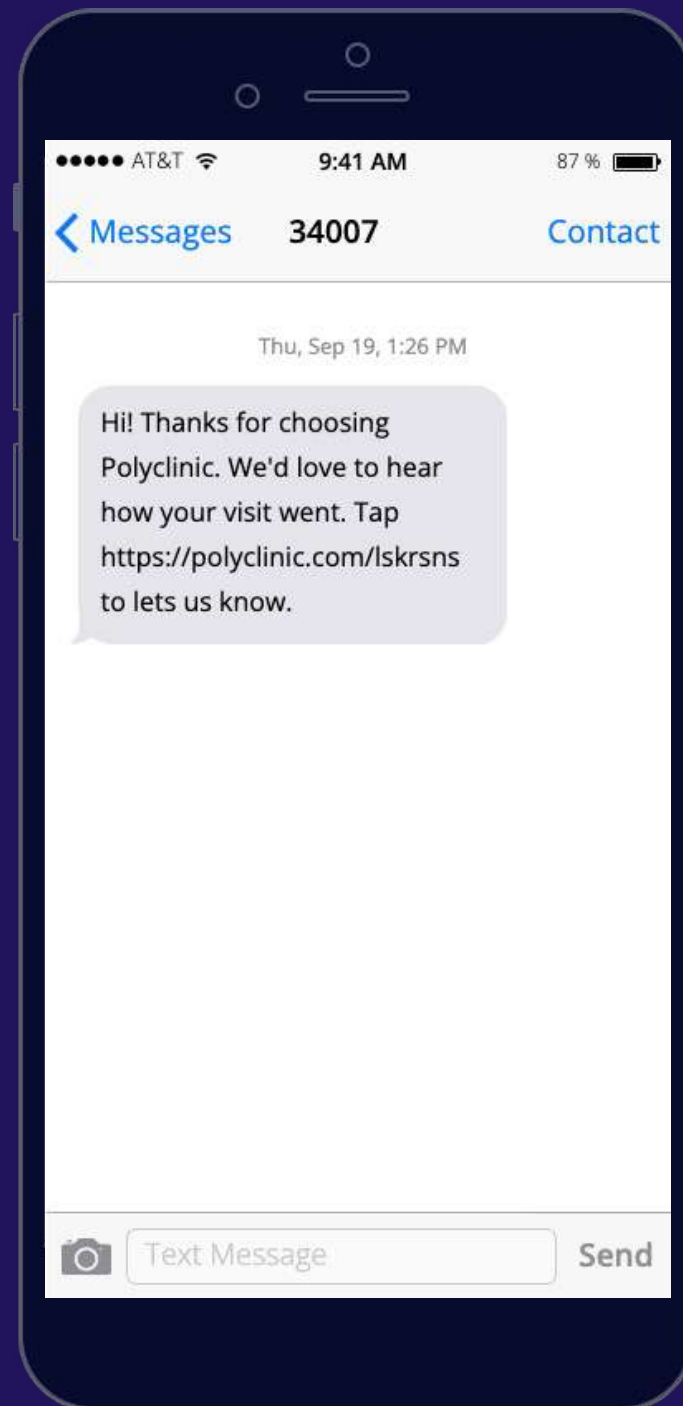 AT&T 9:41 AM 87 %
Messages 34007 Contact
Thu, Sep 19, 1:26 PM
Hi! Thanks for choosing
Polyclinic. We'd love to hear
how your visit went. Tap
https://polyclinic.com/lskrsns
to lets us know.
Text Message Send